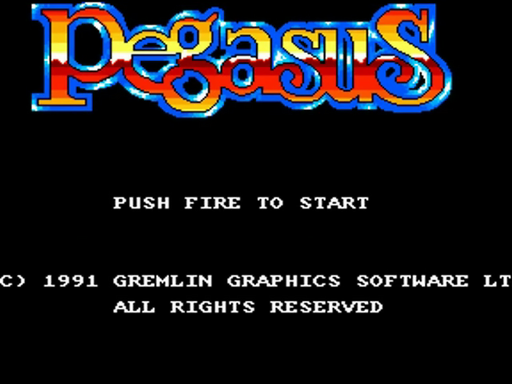 Pegasus
PUSH FIRE TO START
C) 1991 GREMLIN GRAPHICS SOFTWARE LT
ALL RIGHTS RESERVED